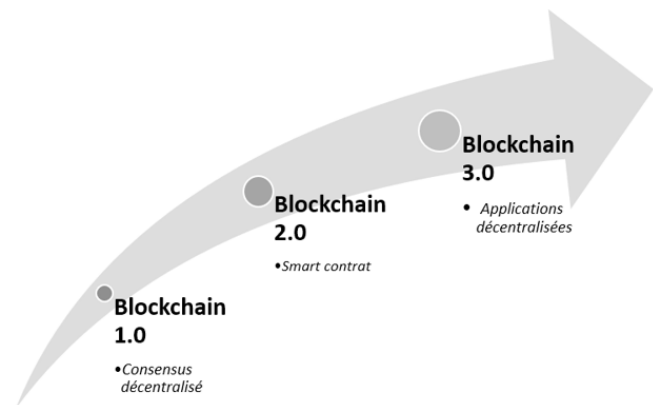 Blockchain
1.0
•Consensus
décentralisé
Blockchain
2.0
•Smart contrat
Blockchain
3.0
• Applications
décentralisées